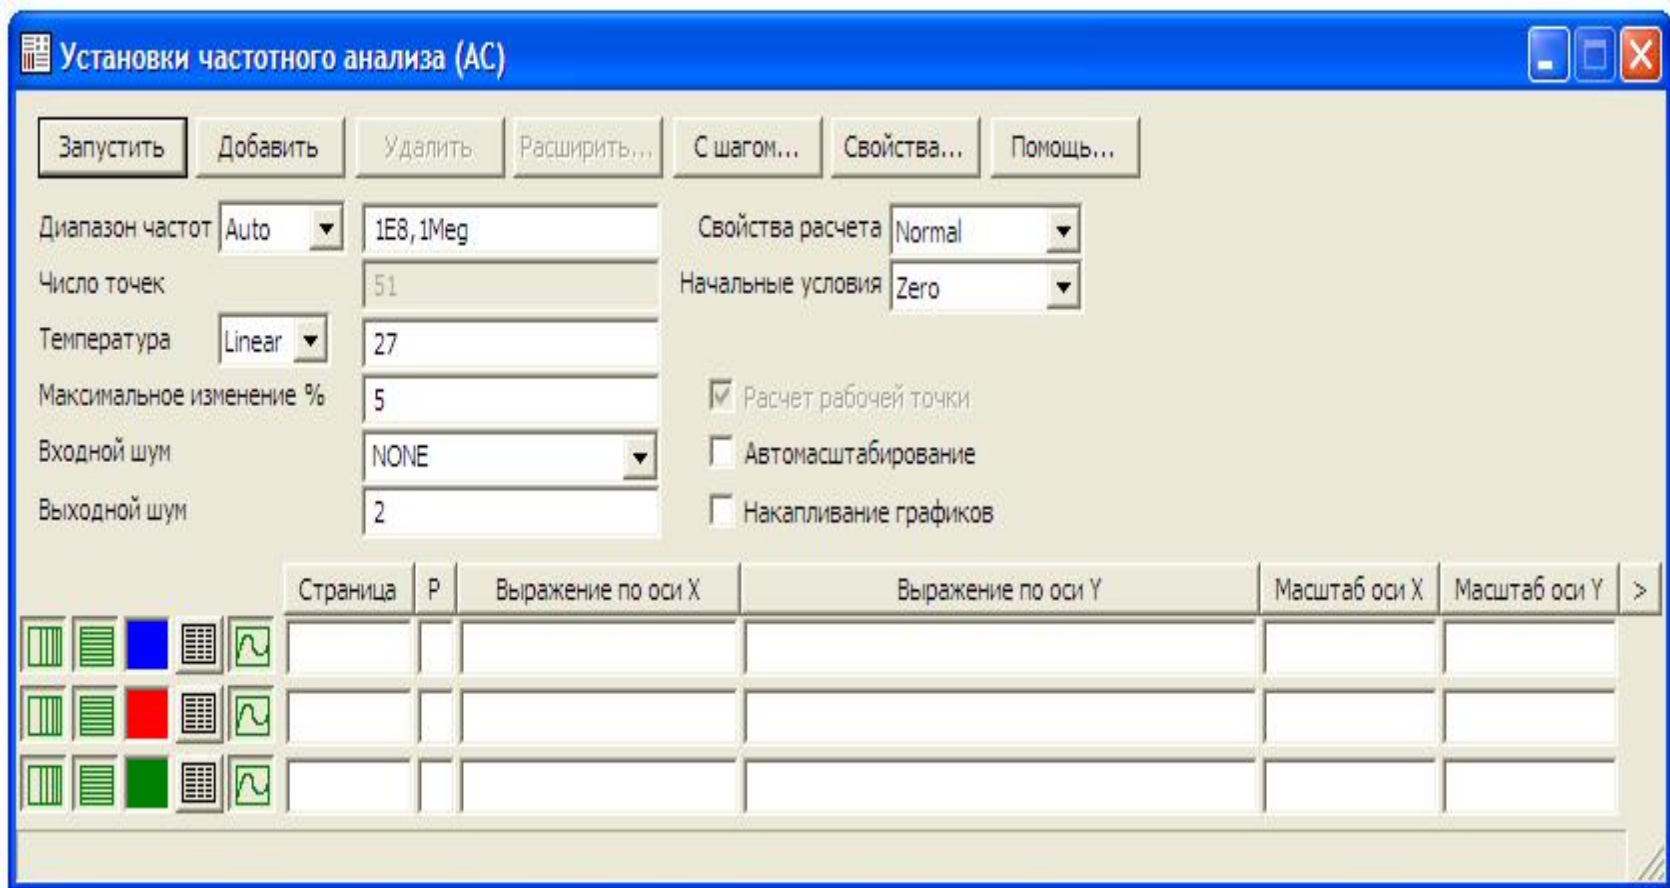 Установки частотного анализа (AC)
Запустить Добавить Удалить Расширить... С шагом... Свойства... Помощь...
Диапазон частот Auto 1E8,1Meg Свойства расчета Normal
Число точек 51 Начальные условия Zero
Температура Linear 27
Максимальное изменение % 5 Расчет рабочей точки
Входной шум NONE Автомасштабирование
Выходной шум 2 Накапливание графиков
Страница P Выражение по оси X Выражение по оси Y Масштаб оси X Масштаб оси Y >